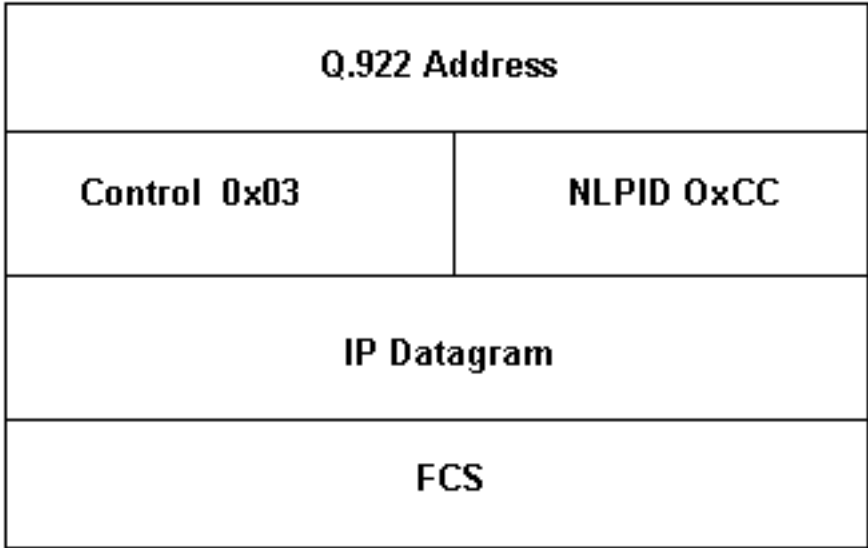 Q.922 Address
Control 0x03
NLPID OxCC
IP Datagram
FCS